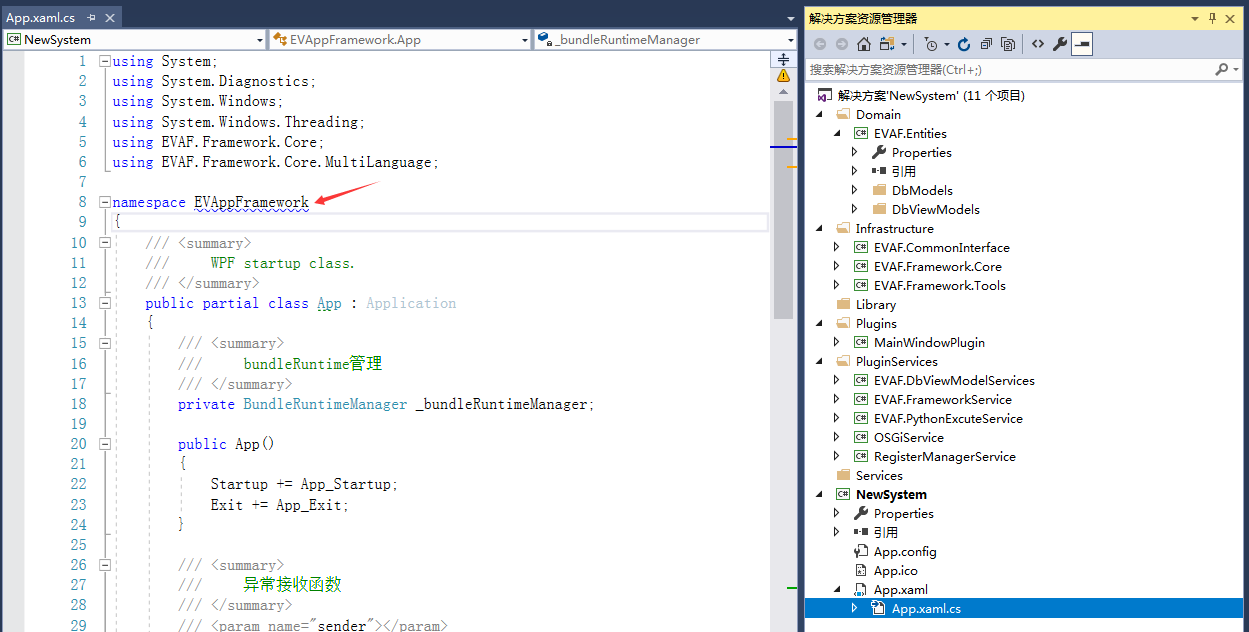 App.xaml.cs
NewSystem
EVAppFramework.App
_bundleRuntimeManager
1 using System;
2 using System.Diagnostics;
3 using System.Windows;
4 using System.Windows.Threading;
5 using EVAF.Framework.Core;
6 using EVAF.Framework.Core.MultiLanguage;
7
8 namespace EVAppFramework
9 {
10 /// <summary>
11 /// WPF startup class.
12 /// </summary>
13 public partial class App : Application
14 {
15 /// <summary>
16 /// bundleRuntime管理
17 /// </summary>
18 private BundleRuntimeManager _bundleRuntimeManager;
19
20 public App()
21 {
22 Startup += App_Startup;
23 Exit += App_Exit;
24 }
25
26 /// <summary>
27 /// 异常接收函数
28 /// </summary>
29 /// <param name="sender"></param>
解决方案资源管理器
搜索解决方案资源管理器(Ctrl+;)
解决方案'NewSystem' (11 个项目)
Domain
C# EVAF.Entities
Properties
引用
DbModels
DbViewModels
Infrastructure
C# EVAF.CommonInterface
C# EVAF.Framework.Core
C# EVAF.Framework.Tools
Library
Plugins
C# MainWindowPlugin
PluginServices
C# EVAF.DbViewModelServices
C# EVAF.FrameworkService
C# EVAF.PythonExcuteService
C# OSGiService
C# RegisterManagerService
Services
C# NewSystem
Properties
引用
App.config
App.ico
App.xaml
App.xaml.cs